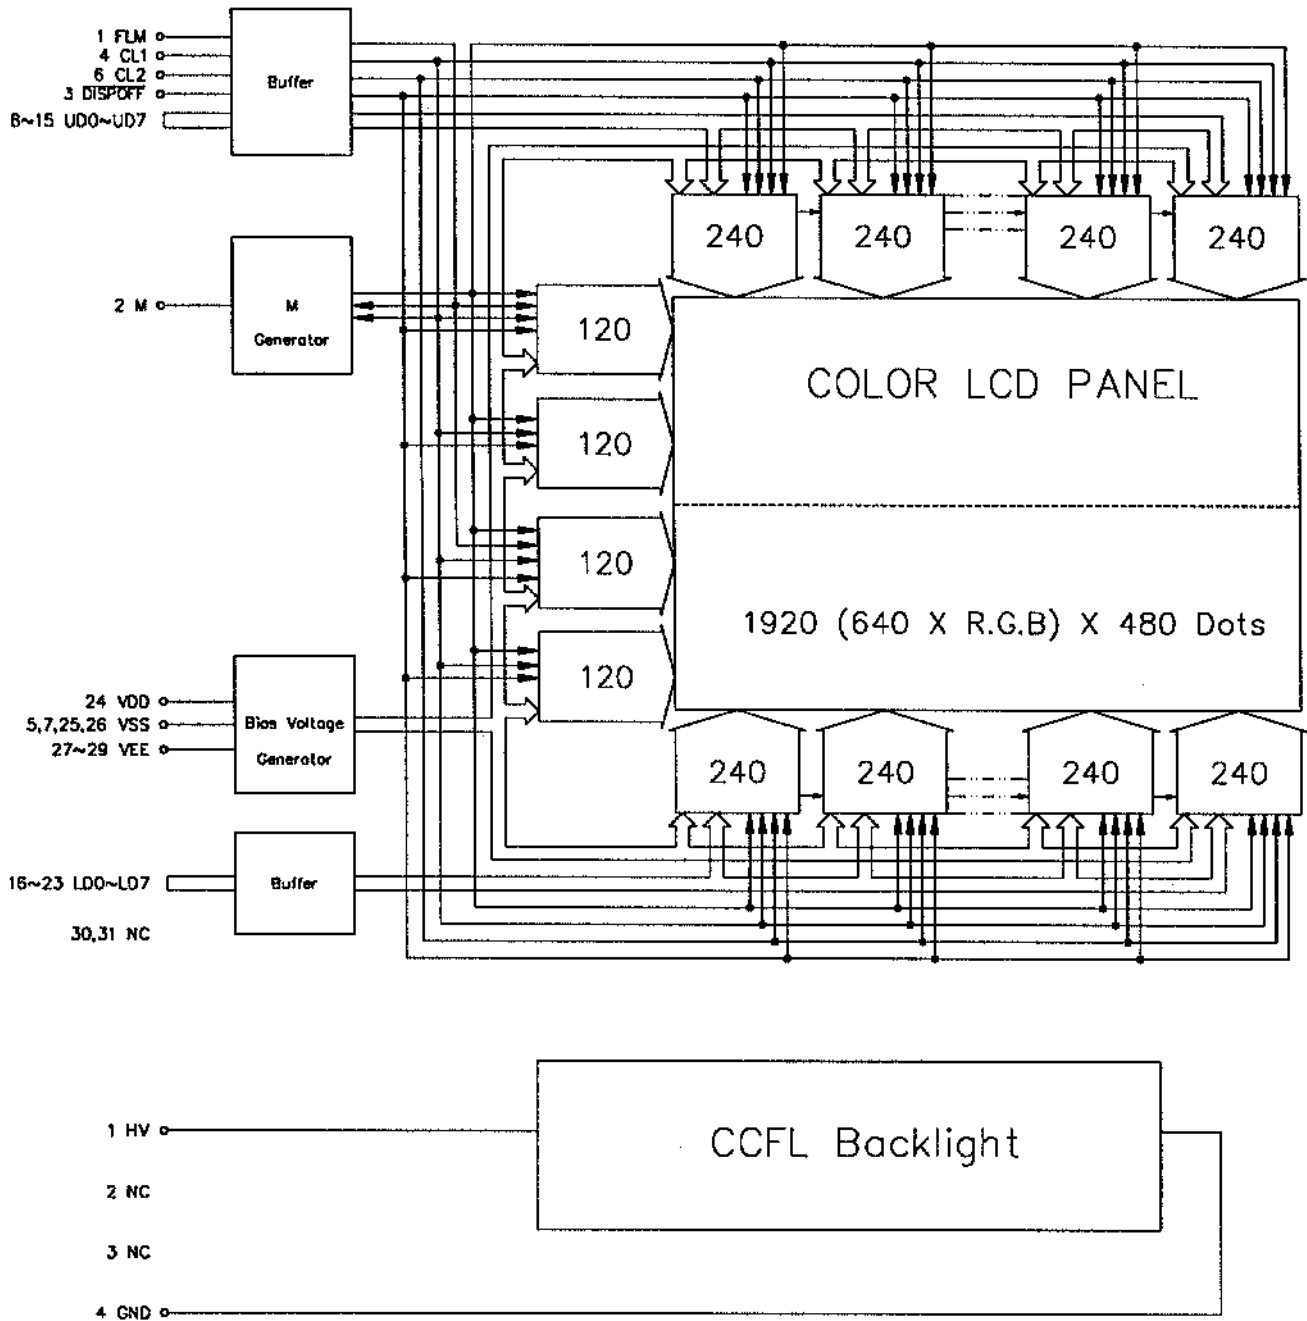 1 FLM
4 CL1
6 CL2
3 DISPOFF
8~15 UD0~UD7
Buffer
240
240
240
240
2 M
M
Generator
120
120
120
120
COLOR LCD PANEL
1920 (640 X R.G.B) X 480 Dots
24 VDD
5,7,25,26 VSS
27~29 VEE
Bias Voltage
Generator
240
240
240
240
16~23 LD0~LD7
Buffer
30,31 NC
1 HV
CCFL Backlight
2 NC
3 NC
4 GND